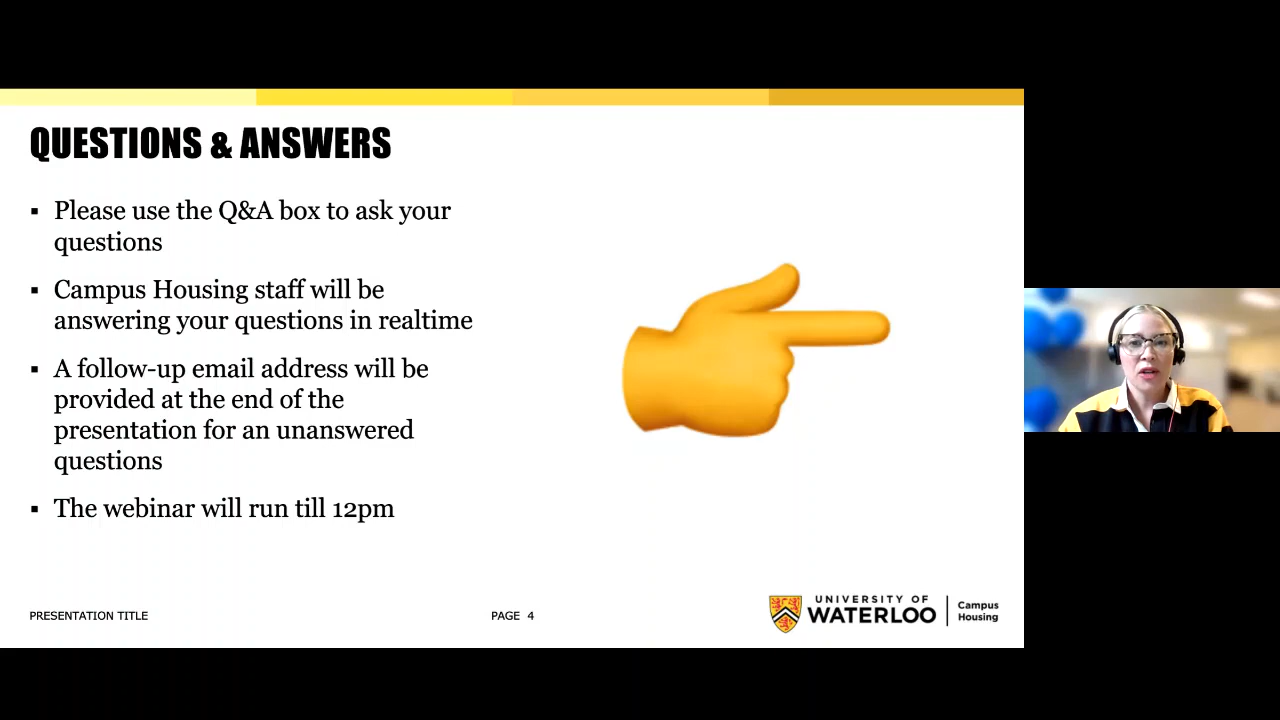 QUESTIONS & ANSWERS
▪ Please use the Q&A box to ask your
questions
▪ Campus Housing staff will be
answering your questions in realtime
▪ A follow-up email address will be
provided at the end of the
presentation for an unanswered
questions
▪ The webinar will run till 12pm
PRESENTATION TITLE
PAGE 4
UNIVERSITY OF
WATERLOO
Campus
Housing